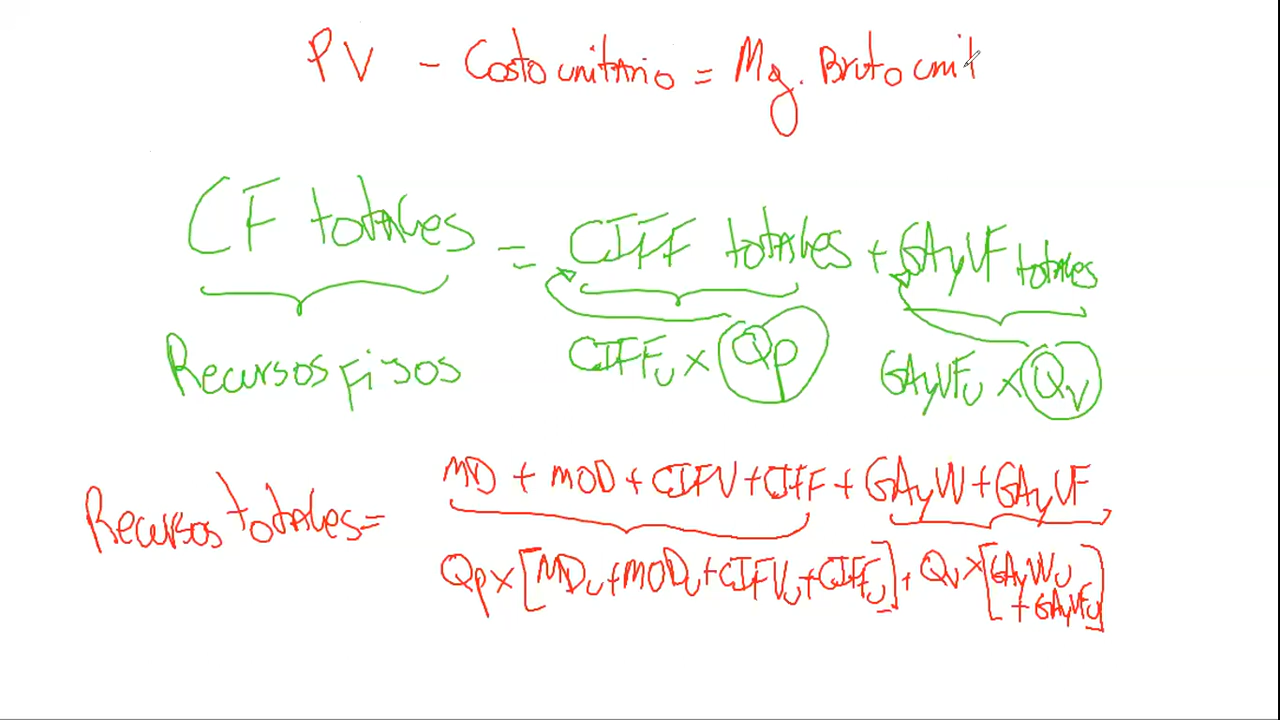 PV - Costo unitario = Mg. Bruto unit
CF totales = CIFF totales + GAyVF totales
Recursos fijos CIFFu x Qp GAyVFu x Qv
Recursos totales = MD + MOD + CIFV + CIFF + GAyVV + GAyVF
Qp x [MDu + MODu + CIFVu + CIFFu] + Qv x [GAyVVu
+ GAyVFu]